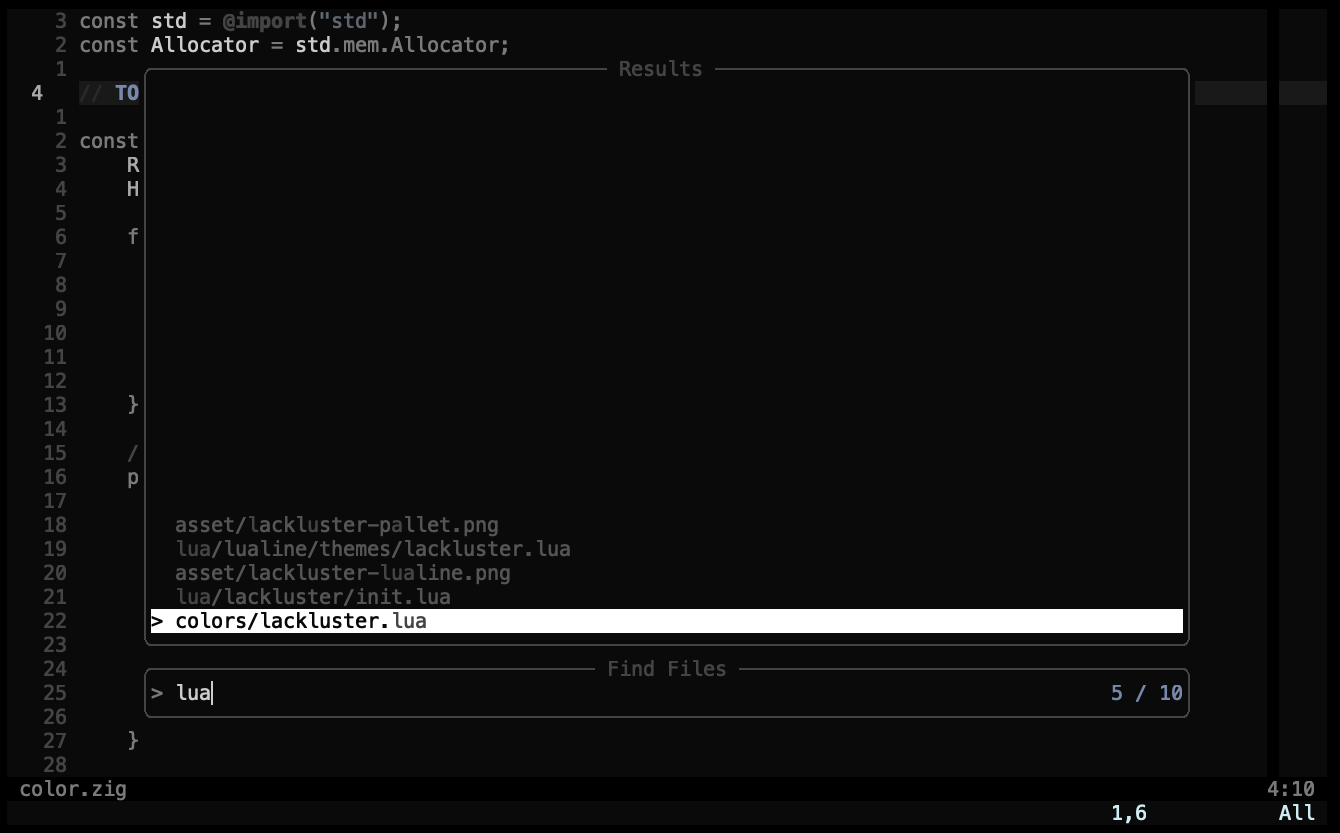 3 const std = @import("std");
2 const Allocator = std.mem.Allocator;
1
Results
4 // TO
1
2 const
3 R
4 H
5
6 f
7
8
9
10
11
12
13 }
14
15 /
16 p
17
18 asset/lackluster-pallet.png
19 lua/lualine/themes/lackluster.lua
20 asset/lackluster-lualine.png
21 lua/lackluster/init.lua
22 > colors/lackluster.lua
23
24 Find Files
25 > lua 5 / 10
26
27 }
28
color.zig 4:10
1,6 All